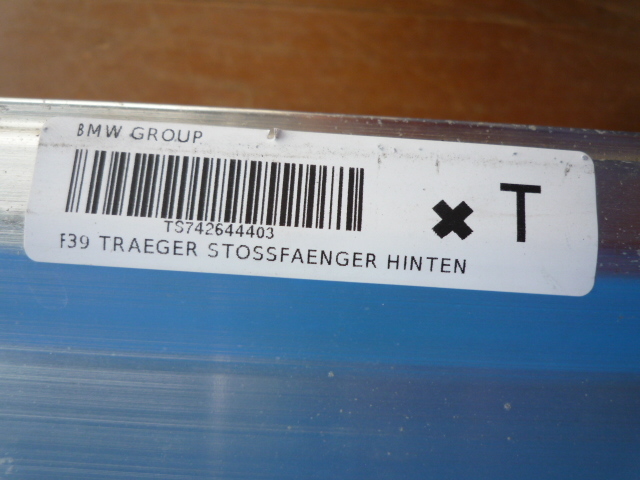 BMW GROUP
TS742644403
F39 TRAEGER STOSSFAENGER HINTEN
T